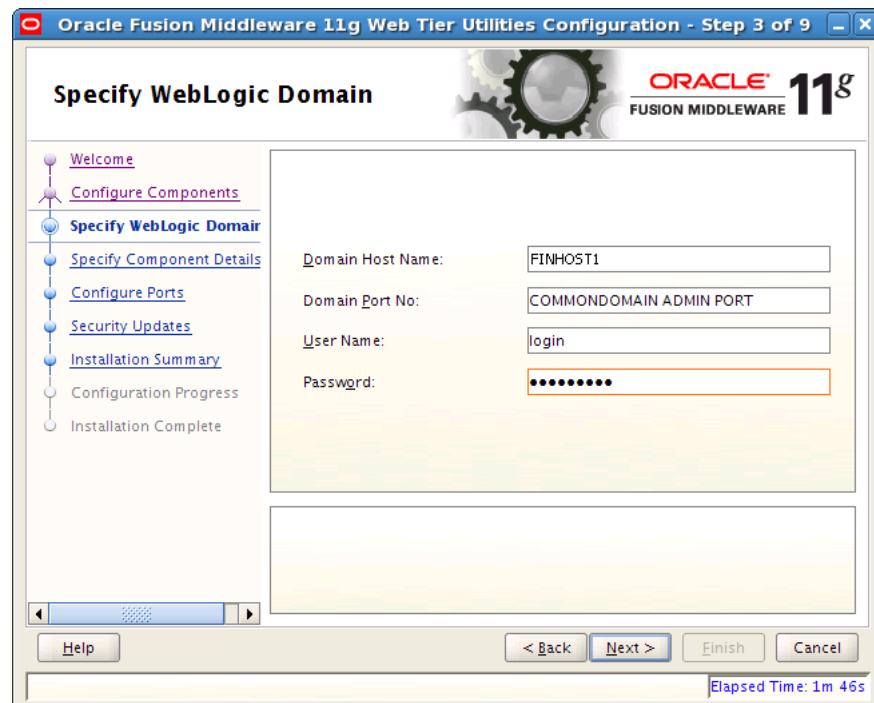 Oracle Fusion Middleware 11g Web Tier Utilities Configuration - Step 3 of 9
Specify WebLogic Domain
ORACLE
FUSION MIDDLEWARE 11g
Welcome
Configure Components
Specify WebLogic Domain
Specify Component Details
Configure Ports
Security Updates
Installation Summary
Configuration Progress
Installation Complete
Domain Host Name: FINHOST1
Domain Port No: COMMONDOMAIN ADMIN PORT
User Name: login
Password: •••••••••
Help < Back Next > Finish Cancel
Elapsed Time: 1m 46s